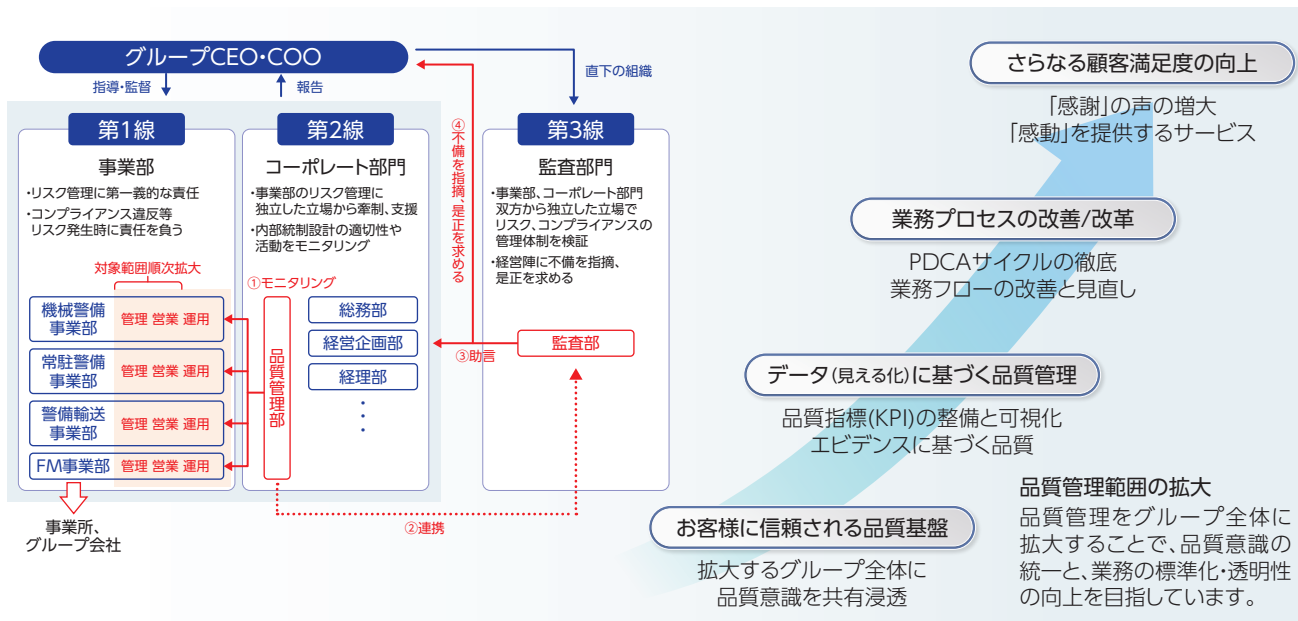 グループCEO・COO
指導・監督
報告
直下の組織
第1線
事業部
・リスク管理に第一義的な責任
・コンプライアンス違反等
リスク発生時に責任を負う
対象範囲順次拡大
機械警備
事業部
管理 営業 運用
常駐警備
事業部
管理 営業 運用
警備輸送
事業部
管理 営業 運用
FM事業部
管理 営業 運用
事業所、
グループ会社
第2線
コーポレート部門
・事業部のリスク管理に
独立した立場から牽制、支援
・内部統制設計の適切性や
活動をモニタリング
①モニタリング
品質管理部
総務部
経営企画部
経理部
・
・
・
④不備を指摘、是正を求める
③助言
②連携
第3線
監査部門
・事業部、コーポレート部門
双方から独立した立場で
リスク、コンプライアンスの
管理体制を検証
・経営陣に不備を指摘、
是正を求める
監査部
さらなる顧客満足度の向上
「感謝」の声の増大
「感動」を提供するサービス
業務プロセスの改善/改革
PDCAサイクルの徹底
業務フローの改善と見直し
データ(見える化)に基づく品質管理
品質指標(KPI)の整備と可視化
エビデンスに基づく品質
お客様に信頼される品質基盤
拡大するグループ全体に
品質意識を共有浸透
品質管理範囲の拡大
品質管理をグループ全体に
拡大することで、品質意識の
統一と、業務の標準化・透明性
の向上を目指しています。